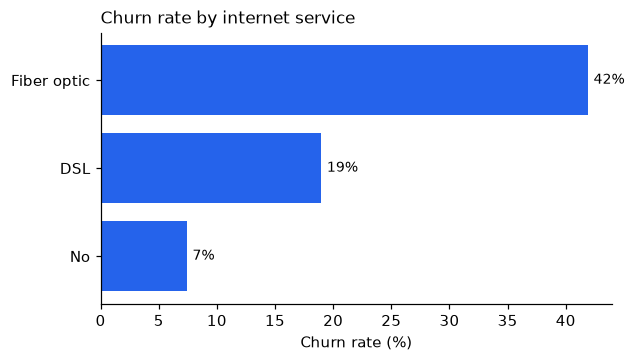 Churn rate by internet service
Fiber optic 42%
DSL 19%
No 7%
0 5 10 15 20 25 30 35 40
Churn rate (%)